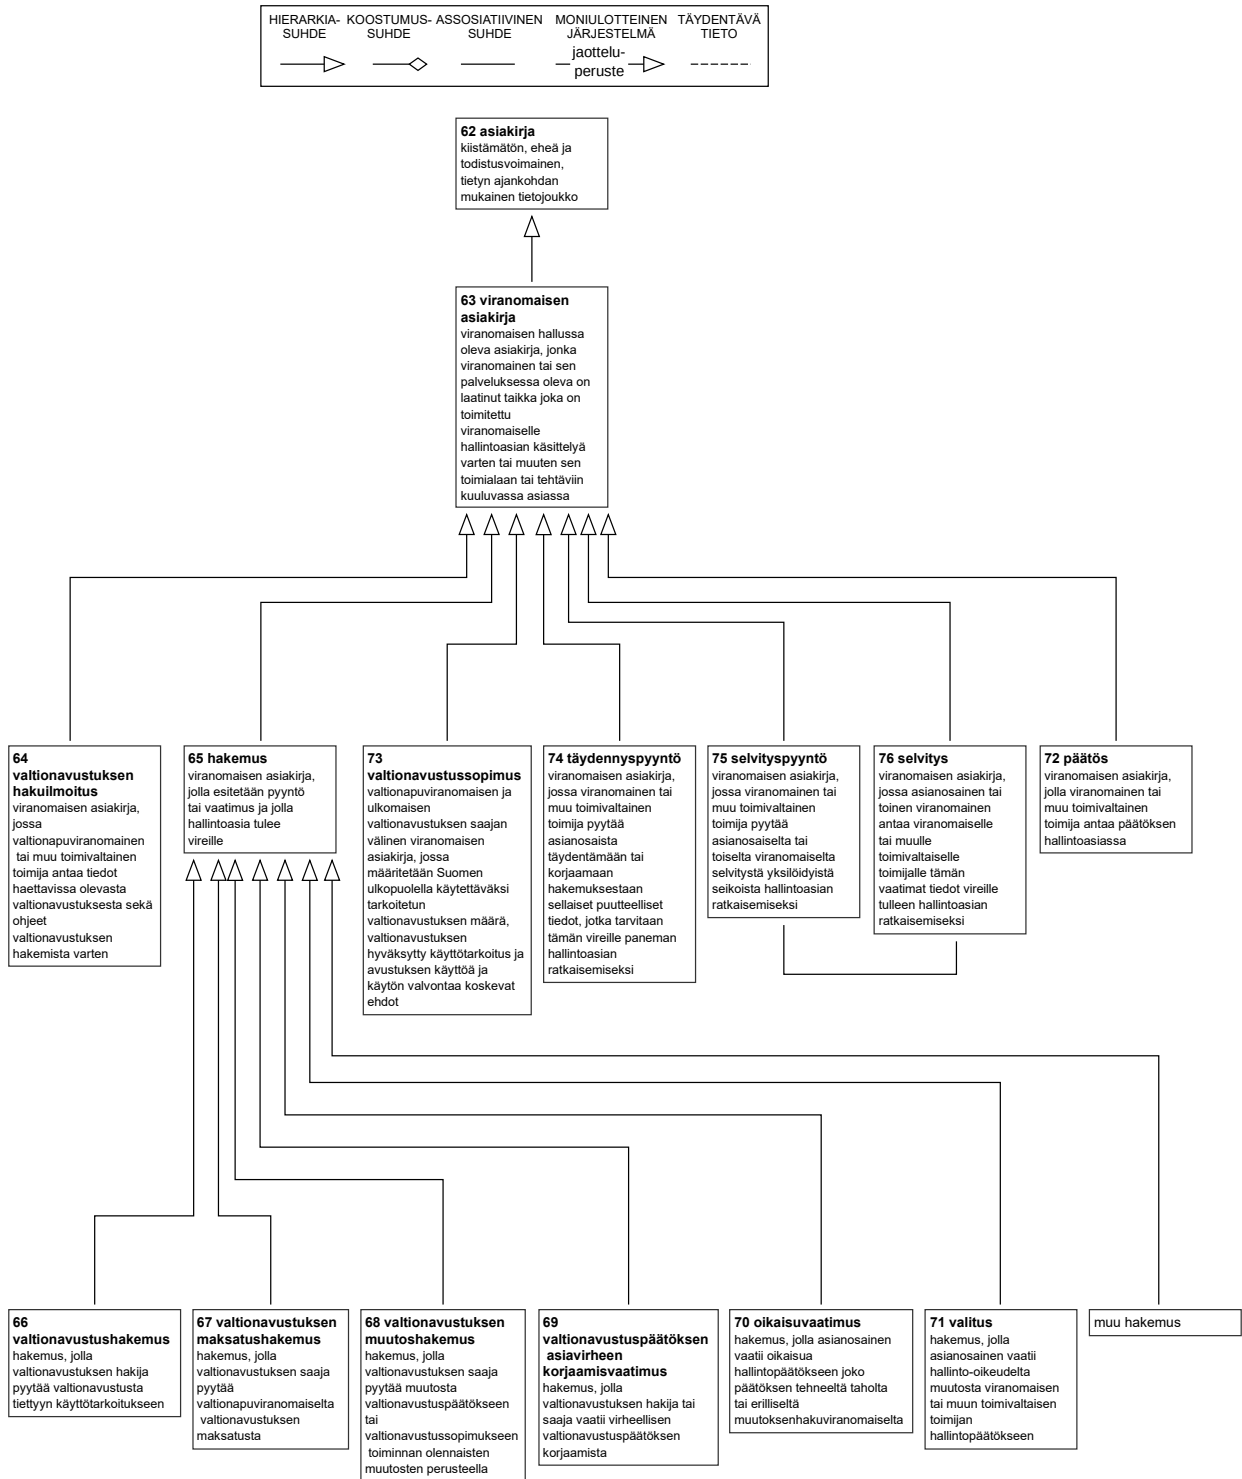 HIERARKIA-
SUHDE
KOOSTUMUS-
SUHDE
ASSOSIATIIVINEN
SUHDE
MONIULOTTEINEN
JÄRJESTELMÄ
jaottelu-
peruste
TÄYDENTÄVÄ
TIETO
62 asiakirja
kiistämätön, eheä ja
todistusvoimainen,
tietyn ajankohdan
mukainen tietojoukko
63 viranomaisen
asiakirja
viranomaisen hallussa
oleva asiakirja, jonka
viranomainen tai sen
palveluksessa oleva on
laatinut taikka joka on
toimitettu
viranomaiselle
hallintoasian käsittelyä
varten tai muuten sen
toimialaan tai tehtäviin
kuuluvassa asiassa
64
valtionavustuksen
hakuilmoitus
viranomaisen asiakirja,
jossa
valtionapuviranomainen
tai muu toimivaltainen
toimija antaa tiedot
haettavissa olevasta
valtionavustuksesta sekä
ohjeet
valtionavustuksen
hakemista varten
65 hakemus
viranomaisen asiakirja,
jolla esitetään pyyntö
tai vaatimus ja jolla
hallintoasia tulee
vireille
73
valtionavustussopimus
valtionapuviranomaisen ja
ulkomaisen
valtionavustuksen saajan
välinen viranomaisen
asiakirja, jossa
määritetään Suomen
ulkopuolella käytettäväksi
tarkoitetun
valtionavustuksen määrä,
valtionavustuksen
hyväksytty käyttötarkoitus ja
avustuksen käyttöä ja
käytön valvontaa koskevat
ehdot
74 täydennyspyyntö
viranomaisen asiakirja,
jossa viranomainen tai
muu toimivaltainen
toimija pyytää
asianosaista
täydentämään tai
korjaamaan
hakemuksestaan
sellaiset puutteelliset
tiedot, jotka tarvitaan
tämän vireille paneman
hallintoasian
ratkaisemiseksi
75 selvityspyyntö
viranomaisen asiakirja,
jossa viranomainen tai
muu toimivaltainen
toimija pyytää
asianosaiselta tai
toiselta viranomaiselta
selvitystä yksilöidyistä
seikoista hallintoasian
ratkaisemiseksi
76 selvitys
viranomaisen asiakirja,
jossa asianosainen tai
toinen viranomainen
antaa viranomaiselle
tai muulle
toimivaltaiselle
toimijalle tämän
vaatimat tiedot vireille
tulleen hallintoasian
ratkaisemiseksi
72 päätös
viranomaisen asiakirja,
jolla viranomainen tai
muu toimivaltainen
toimija antaa päätöksen
hallintoasiassa
66
valtionavustushakemus
hakemus, jolla
valtionavustuksen hakija
pyytää valtionavustusta
tiettyyn käyttötarkoitukseen
67 valtionavustuksen
maksatushakemus
hakemus, jolla
valtionavustuksen saaja
pyytää
valtionapuviranomaiselta
valtionavustuksen
maksatusta
68 valtionavustuksen
muutoshakemus
hakemus, jolla
valtionavustuksen saaja
pyytää muutosta
valtionavustuspäätökseen
tai
valtionavustussopimukseen
toiminnan olennaisten
muutosten perusteella
69
valtionavustuspäätöksen
asiavirheen
korjaamisvaatimus
hakemus, jolla
valtionavustuksen hakija tai
saaja vaatii virheellisen
valtionavustuspäätöksen
korjaamista
70 oikaisuvaatimus
hakemus, jolla asianosainen
vaatii oikaisua
hallintopäätökseen joko
päätöksen tehneeltä taholta
tai erilliseltä
muutoksenhakuviranomaiselta
71 valitus
hakemus, jolla
asianosainen vaatii
hallinto-oikeudelta
muutosta viranomaisen
tai muun toimivaltaisen
toimijan
hallintopäätökseen
muu hakemus